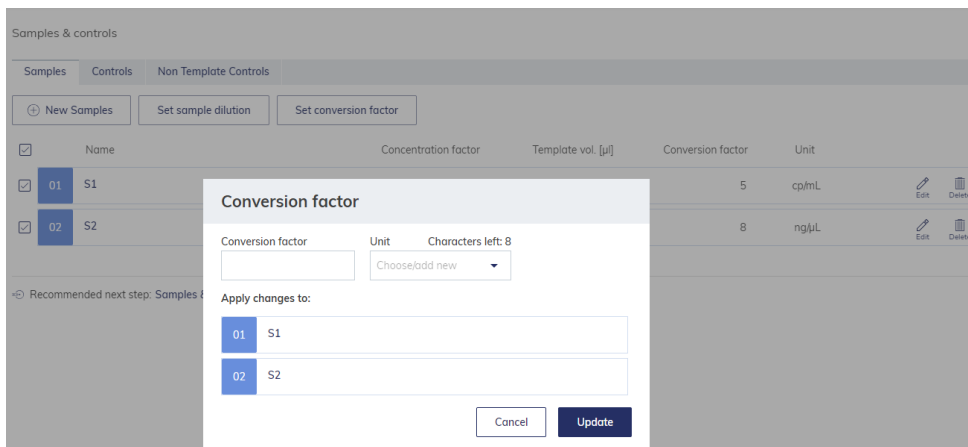 Samples & controls
Samples Controls Non Template Controls
New Samples Set sample dilution Set conversion factor
Name Concentration factor Template vol. [µl] Conversion factor Unit
01 S1 5 cp/mL Edit Delete
02 S2 8 ng/µL Edit Delete
Recommended next step: Samples &
Conversion factor
Conversion factor Unit Characters left: 8
Choose/add new
Apply changes to:
01 S1
02 S2
Cancel Update